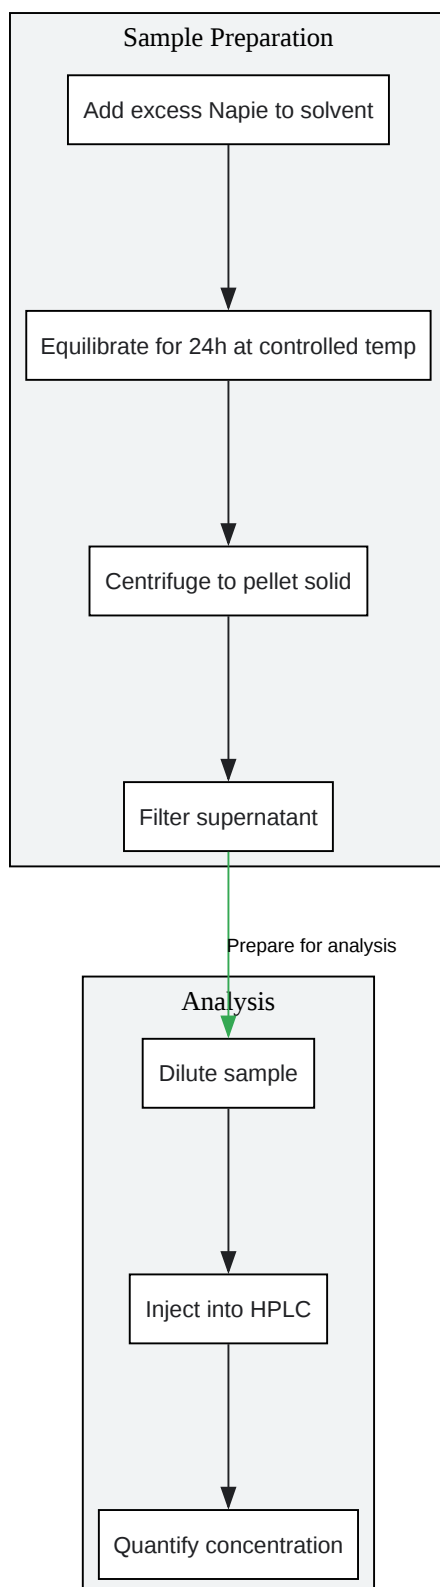 Sample Preparation
Add excess Napie to solvent
Equilibrate for 24h at controlled temp
Centrifuge to pellet solid
Filter supernatant
Prepare for analysis
Analysis
Dilute sample
Inject into HPLC
Quantify concentration